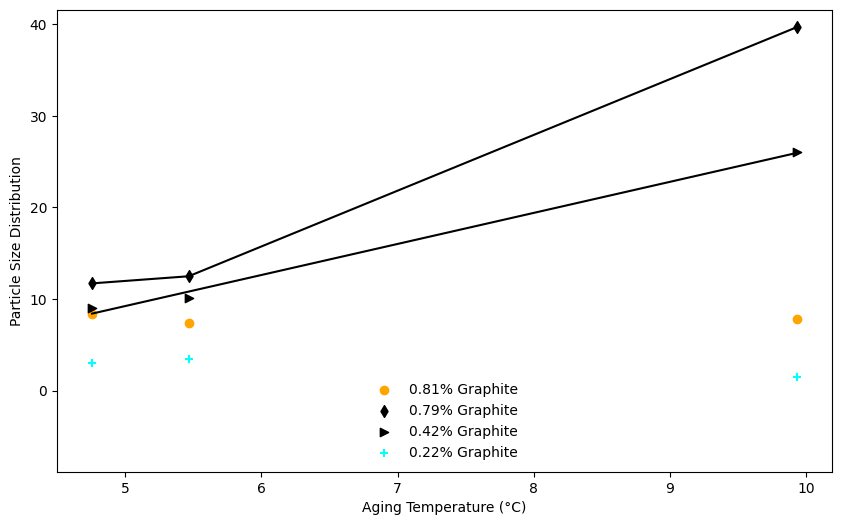 40
30
20
10
0
Particle Size Distribution
0.81% Graphite
0.79% Graphite
0.42% Graphite
0.22% Graphite
5 6 7 8 9 10
Aging Temperature (°C)